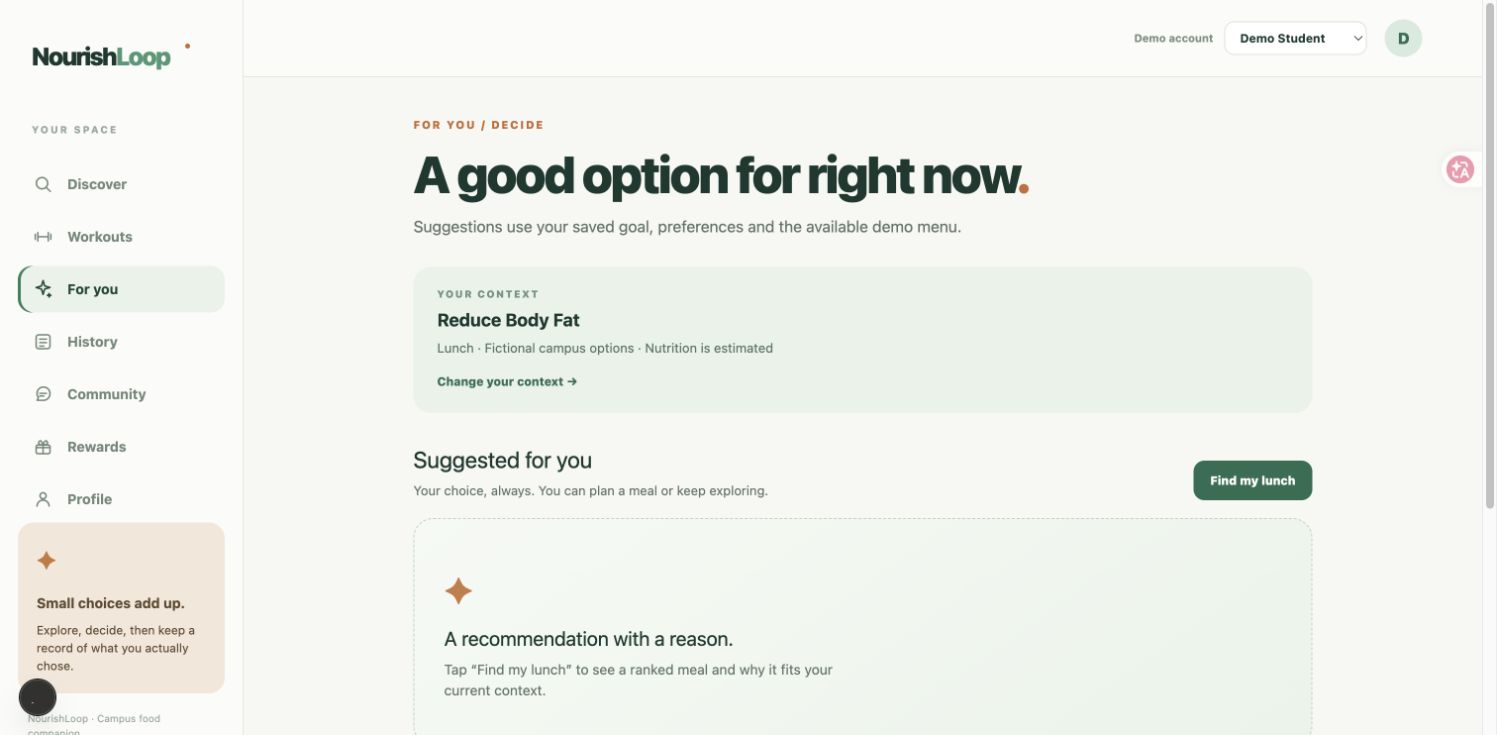 NourishLoop
YOUR SPACE
Discover
Workouts
For you
History
Community
Rewards
Profile
Small choices add up.
Explore, decide, then keep a
record of what you actually
chose.
NourishLoop · Campus food
companion
Demo account
Demo Student
D
FOR YOU / DECIDE
A good option for right now.
Suggestions use your saved goal, preferences and the available demo menu.
YOUR CONTEXT
Reduce Body Fat
Lunch · Fictional campus options · Nutrition is estimated
Change your context →
Suggested for you
Your choice, always. You can plan a meal or keep exploring.
Find my lunch
A recommendation with a reason.
Tap “Find my lunch” to see a ranked meal and why it fits your
current context.